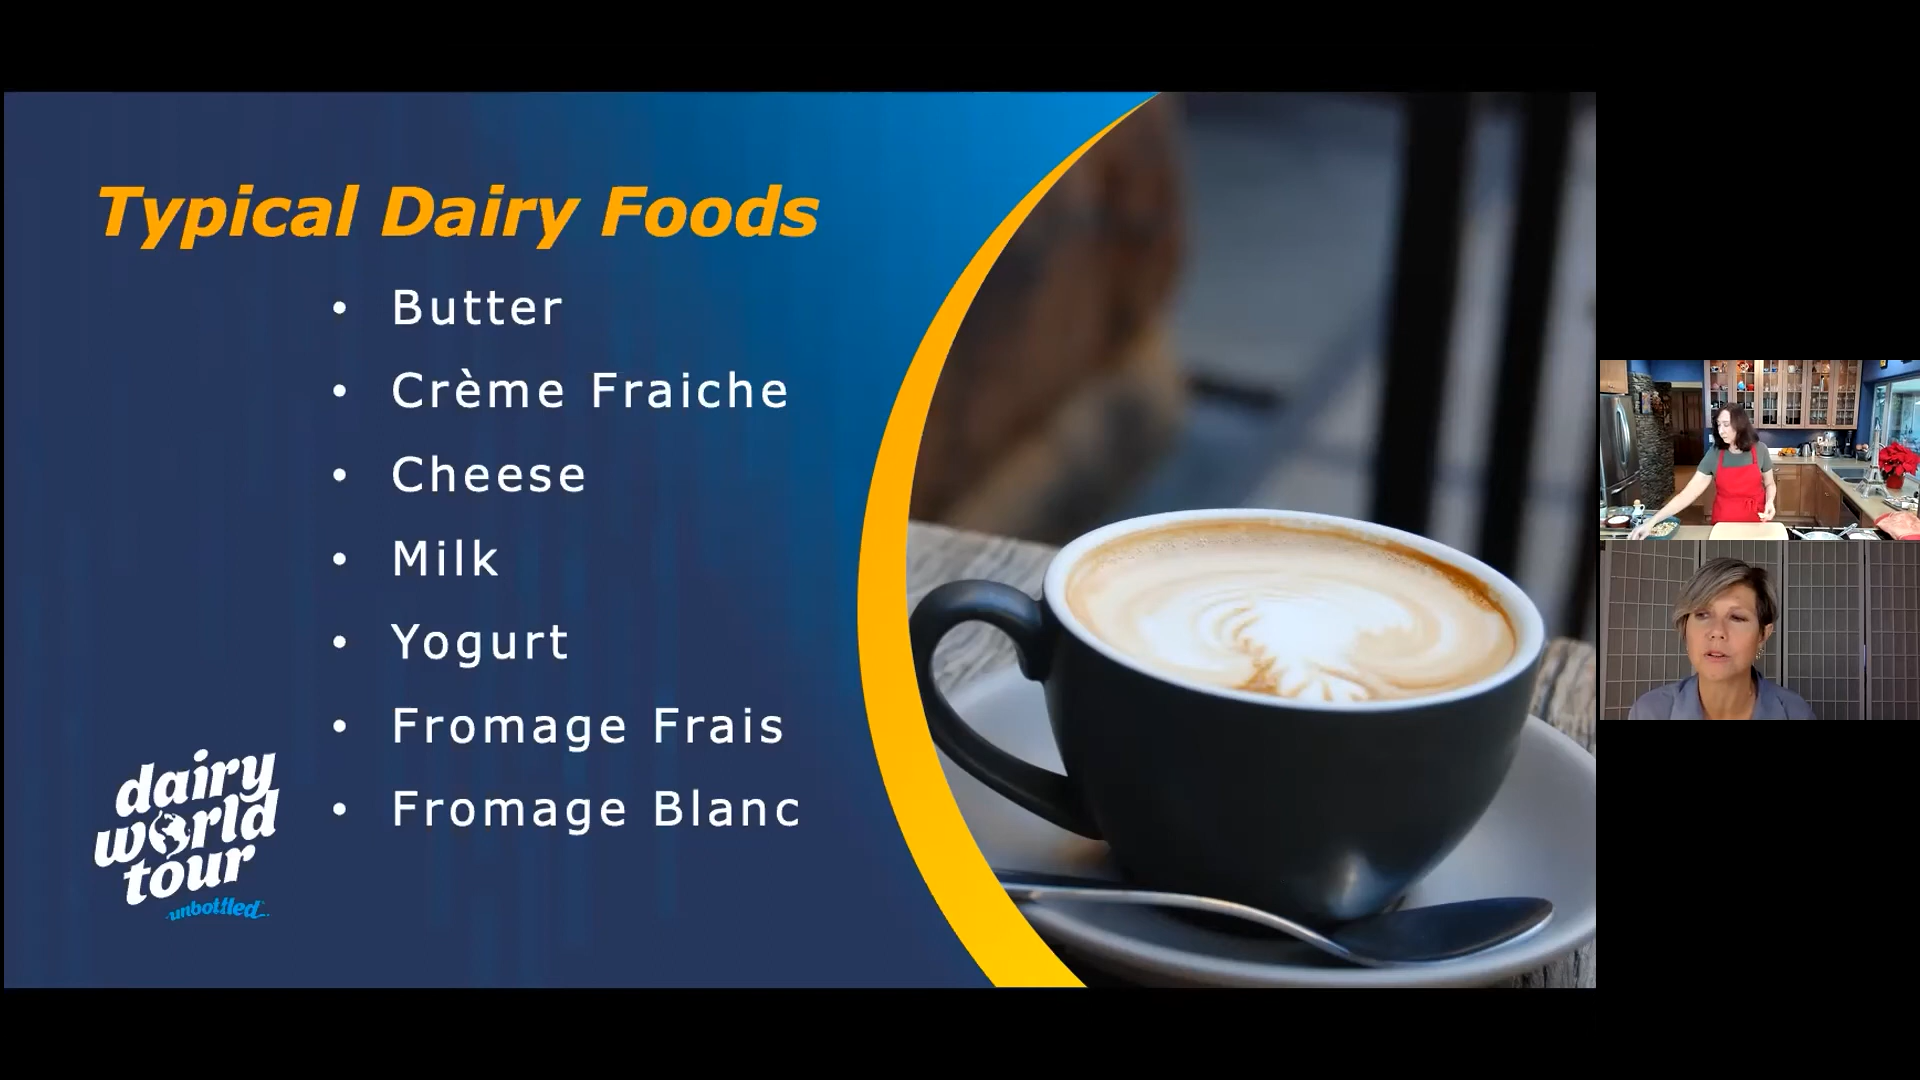 Typical Dairy Foods
• Butter
• Crème Fraiche
• Cheese
• Milk
• Yogurt
• Fromage Frais
• Fromage Blanc
dairy
world
tour
unbottled